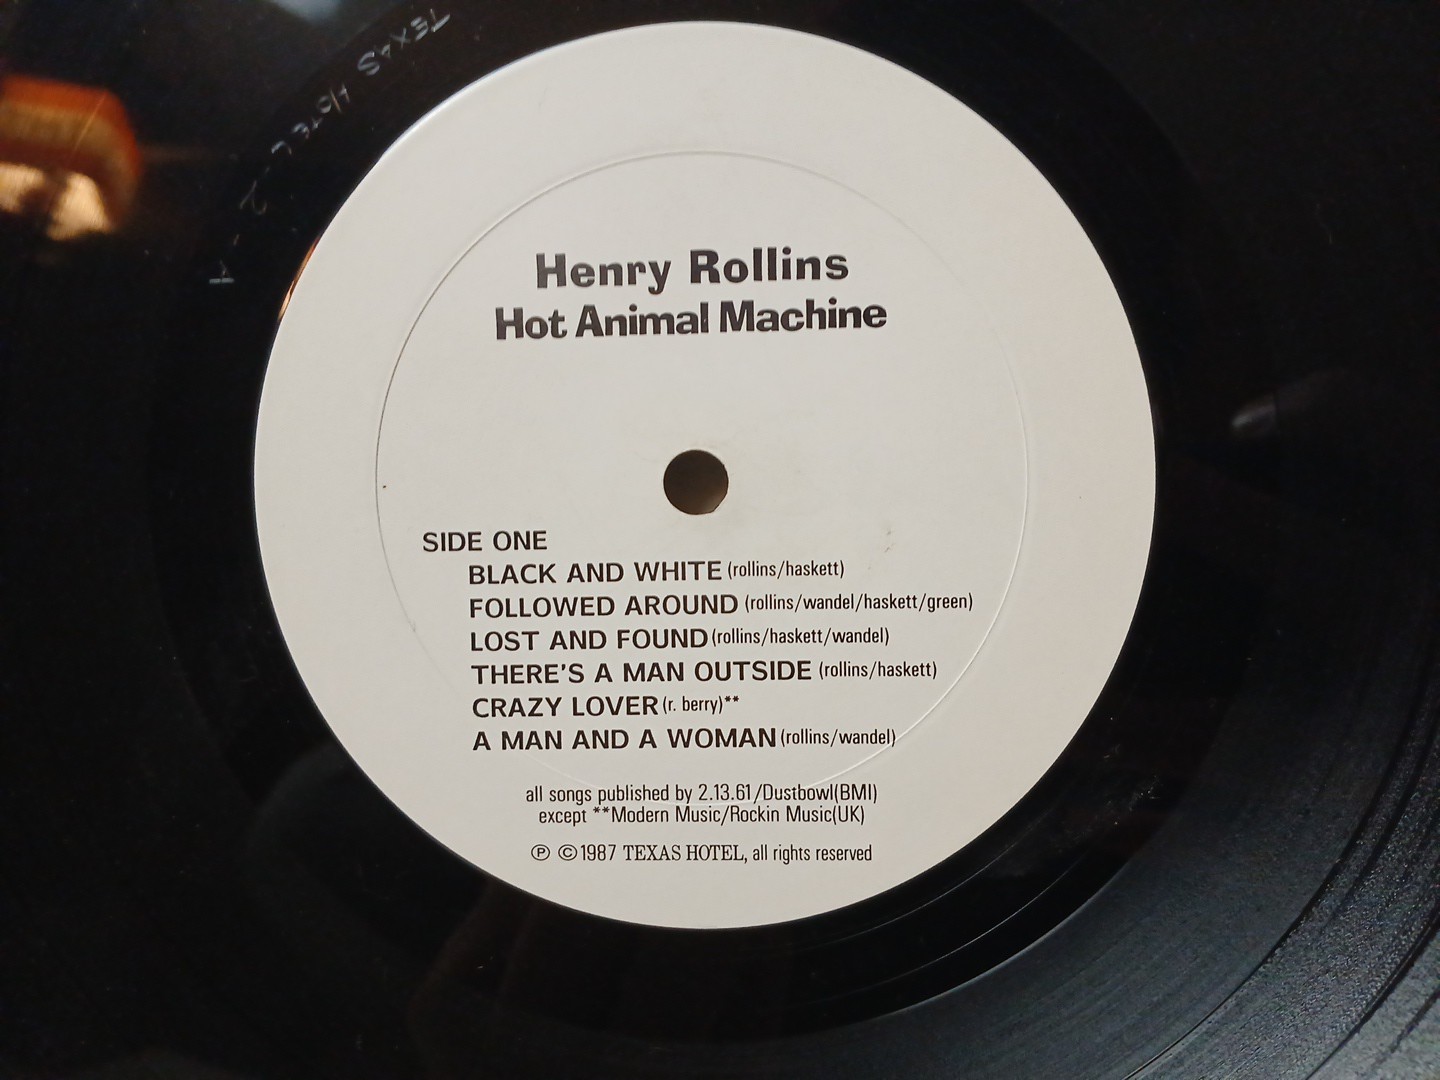 TEXAS HOTEL 2 A
Henry Rollins
Hot Animal Machine
SIDE ONE
BLACK AND WHITE (rollins/haskett)
FOLLOWED AROUND (rollins/wandel/haskett/green)
LOST AND FOUND (rollins/haskett/wandel)
THERE'S A MAN OUTSIDE (rollins/haskett)
CRAZY LOVER (r. berry)**
A MAN AND A WOMAN (rollins/wandel)
all songs published by 2.13.61/Dustbowl(BMI)
except **Modern Music/Rockin Music(UK)
℗ ©1987 TEXAS HOTEL, all rights reserved